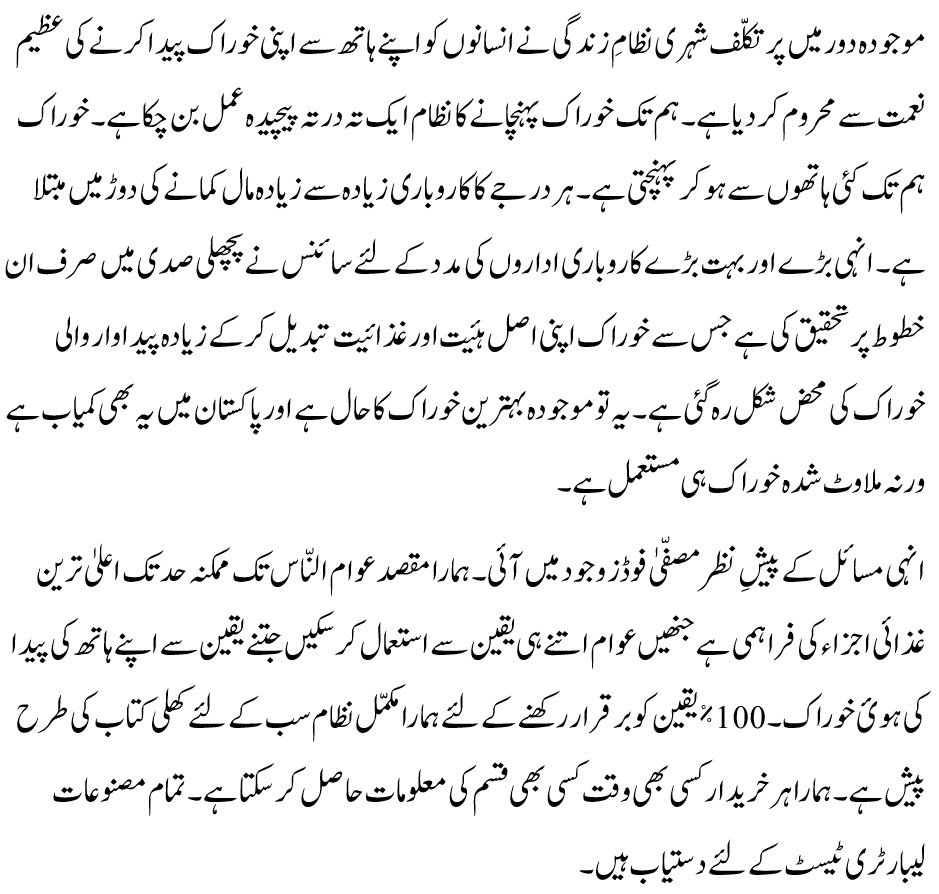 موجودہ دور میں پر تکلّف شہری نظامِ زندگی نے انسانوں کو اپنے ہاتھ سے اپنی خوراک پیدا کرنے کی عظیم
نعمت سے محروم کر دیا ہے۔ ہم تک خوراک پہنچانے کا نظام ایک تہ در تہ پیچیدہ عمل بن چکا ہے۔ خوراک
ہم تک کئی ہاتھوں سے ہو کر پہنچتی ہے۔ ہر درجے کا کاروباری زیادہ سے زیادہ مال کمانے کی دوڑ میں مبتلا
ہے۔ انہی بڑے اور بہت بڑے کاروباری اداروں کی مدد کے لئے سائنس نے پچھلی صدی میں صرف ان
خطوط پر تحقیق کی ہے جس سے خوراک اپنی اصل ہئیت اور غذائیت تبدیل کر کے زیادہ پیداوار والی
خوراک کی محض شکل رہ گئی ہے۔ یہ تو موجودہ بہترین خوراک کا حال ہے اور پاکستان میں یہ بھی کمیاب ہے
ورنہ ملاوٹ شدہ خوراک ہی مستعمل ہے۔
انہی مسائل کے پیشِ نظر مصفّیٰ فوڈز وجود میں آئی۔ ہمارا مقصد عوام النّاس تک ممکنہ حد تک اعلیٰ ترین
غذائی اجزاء کی فراہمی ہے جنھیں عوام اتنے ہی یقین سے استعمال کر سکیں جتنے یقین سے اپنے ہاتھ کی پیدا
کی ہوئ خوراک۔ 100٪ یقین کو برقرار رکھنے کے لئے ہمارا مکمّل نظام سب کے لئے کھلی کتاب کی طرح
پیش ہے۔ ہمارا ہر خریدار کسی بھی وقت کسی بھی قسم کی معلومات حاصل کر سکتا ہے۔ تمام مصنوعات
لیبارٹری ٹیسٹ کے لئے دستیاب ہیں۔